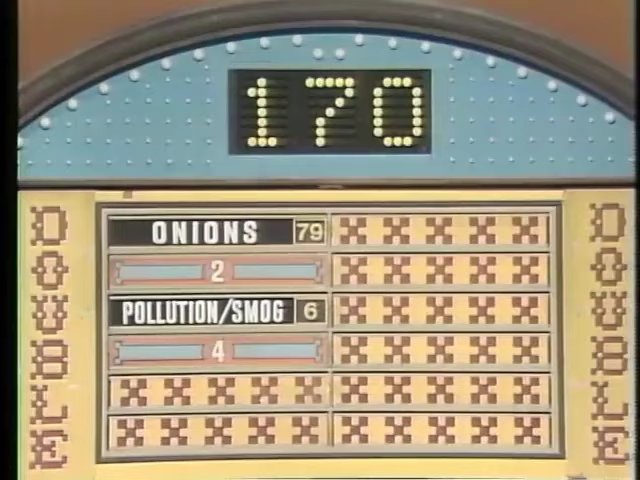 170
ONIONS 79
2
POLLUTION/SMOG 6
4
DOUBLE
DOUBLE